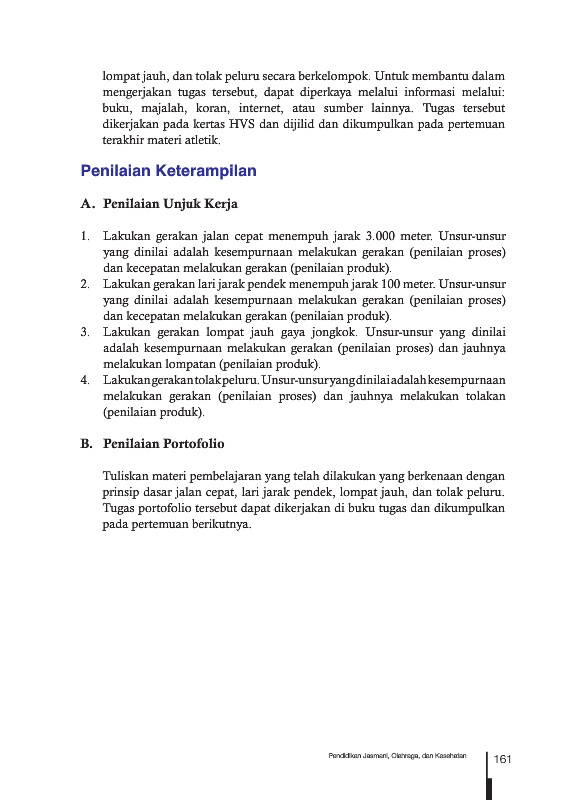 lompat jauh, dan tolak peluru secara berkelompok. Untuk membantu dalam
mengerjakan tugas tersebut, dapat diperkaya melalui informasi melalui:
buku, majalah, koran, internet, atau sumber lainnya. Tugas tersebut
dikerjakan pada kertas HVS dan dijilid dan dikumpulkan pada pertemuan
terakhir materi atletik.
Penilaian Keterampilan
A. Penilaian Unjuk Kerja
1. Lakukan gerakan jalan cepat menempuh jarak 3.000 meter. Unsur-unsur
yang dinilai adalah kesempurnaan melakukan gerakan (penilaian proses)
dan kecepatan melakukan gerakan (penilaian produk).
2. Lakukan gerakan lari jarak pendek menempuh jarak 100 meter. Unsur-unsur
yang dinilai adalah kesempurnaan melakukan gerakan (penilaian proses)
dan kecepatan melakukan gerakan (penilaian produk).
3. Lakukan gerakan lompat jauh gaya jongkok. Unsur-unsur yang dinilai
adalah kesempurnaan melakukan gerakan (penilaian proses) dan jauhnya
melakukan lompatan (penilaian produk).
4. Lakukan gerakan tolak peluru. Unsur-unsur yang dinilai adalah kesempurnaan
melakukan gerakan (penilaian proses) dan jauhnya melakukan tolakan
(penilaian produk).
B. Penilaian Portofolio
Tuliskan materi pembelajaran yang telah dilakukan yang berkenaan dengan
prinsip dasar jalan cepat, lari jarak pendek, lompat jauh, dan tolak peluru.
Tugas portofolio tersebut dapat dikerjakan di buku tugas dan dikumpulkan
pada pertemuan berikutnya.
Pendidikan Jasmani, Olahraga, dan Kesehatan 161